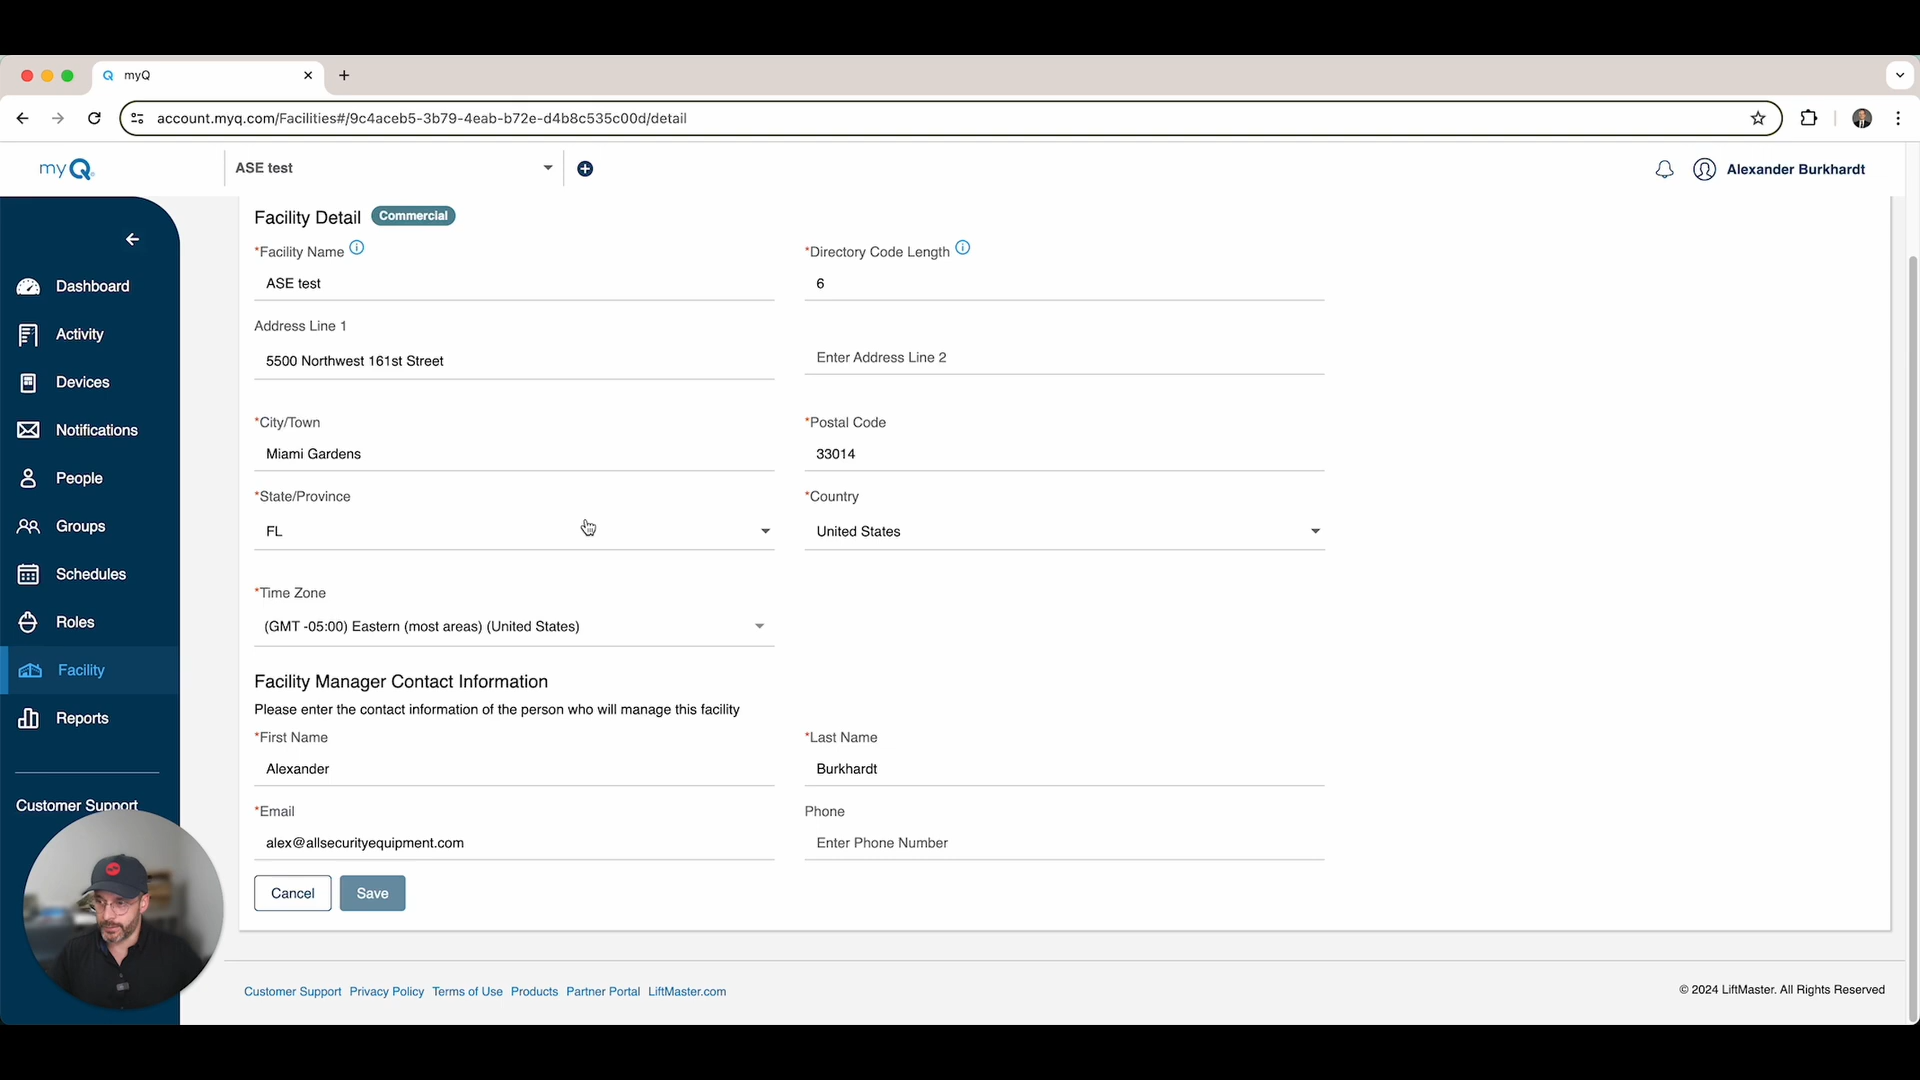 myQ
account.myq.com/Facilities#/9c4aceb5-3b79-4eab-b72e-d4b8c535c00d/detail
myQ
ASE test
Alexander Burkhardt
Dashboard
Activity
Devices
Notifications
People
Groups
Schedules
Roles
Facility
Reports
Customer Support
Facility Detail Commercial
*Facility Name
ASE test
*Directory Code Length
6
Address Line 1
5500 Northwest 161st Street
Enter Address Line 2
*City/Town
Miami Gardens
*Postal Code
33014
*State/Province
FL
*Country
United States
*Time Zone
(GMT -05:00) Eastern (most areas) (United States)
Facility Manager Contact Information
Please enter the contact information of the person who will manage this facility
*First Name
Alexander
*Last Name
Burkhardt
*Email
alex@allsecurityequipment.com
Phone
Enter Phone Number
Cancel
Save
Customer Support Privacy Policy Terms of Use Products Partner Portal LiftMaster.com
© 2024 LiftMaster. All Rights Reserved